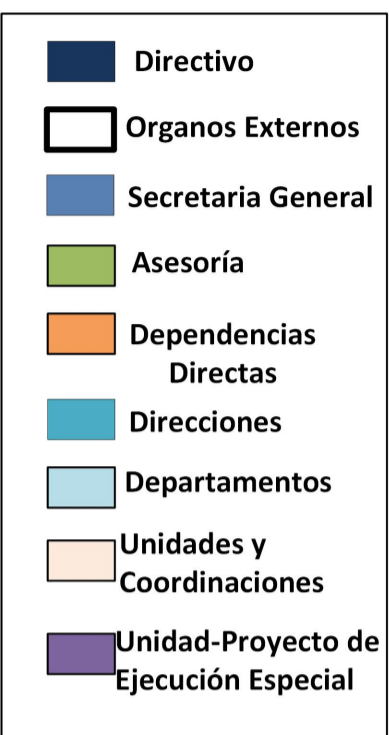 Directivo
Organos Externos
Secretaria General
Asesoría
Dependencias
Directas
Direcciones
Departamentos
Unidades y
Coordinaciones
Unidad-Proyecto de
Ejecución Especial